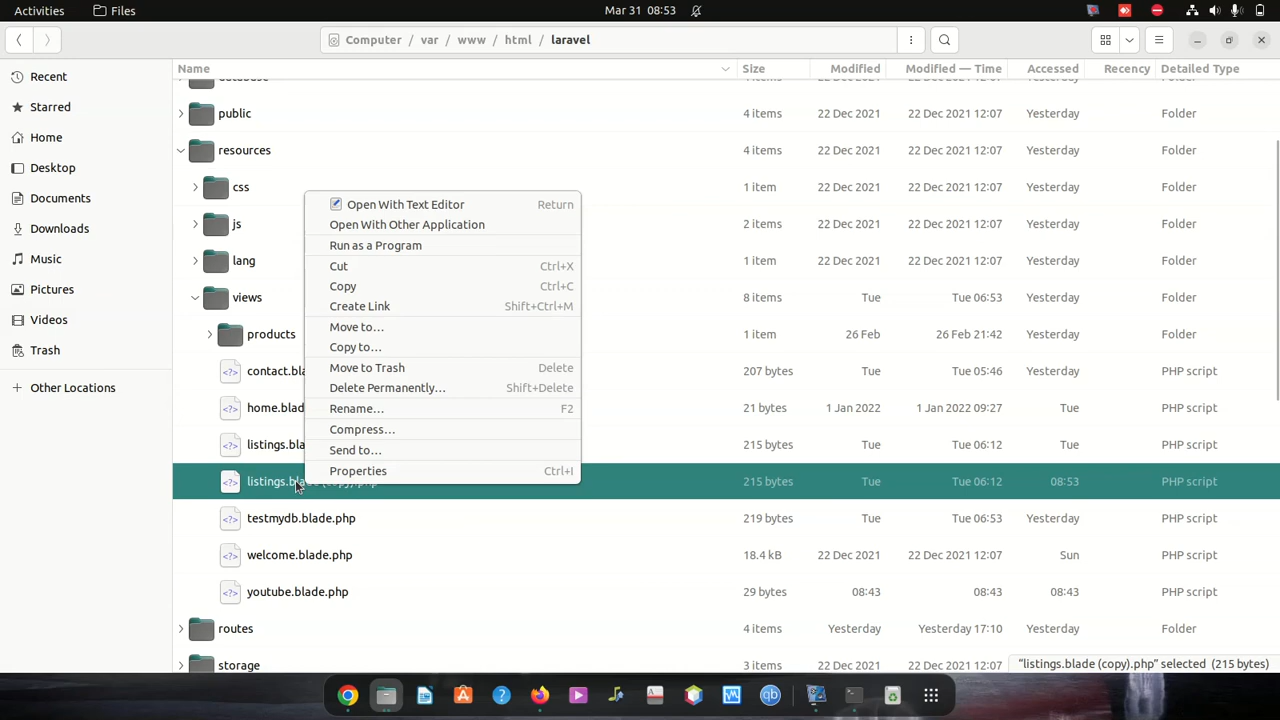 Activities Files Mar 31 08:53
Computer / var / www / html / laravel
Name Size Modified Modified — Time Accessed Recency Detailed Type
Recent
Starred
Home
Desktop
Documents
Downloads
Music
Pictures
Videos
Trash
Other Locations
database Yesterday
public 4 items 22 Dec 2021 22 Dec 2021 12:07 Yesterday Folder
resources 4 items 22 Dec 2021 22 Dec 2021 12:07 Yesterday Folder
css 1 item 22 Dec 2021 22 Dec 2021 12:07 Yesterday Folder
js 2 items 22 Dec 2021 22 Dec 2021 12:07 Yesterday Folder
lang 1 item 22 Dec 2021 22 Dec 2021 12:07 Yesterday Folder
views 8 items Tue Tue 06:53 Yesterday Folder
products 1 item 26 Feb 26 Feb 21:42 Yesterday Folder
contact.bla 207 bytes Tue Tue 05:46 Yesterday PHP script
home.blad 21 bytes 1 Jan 2022 1 Jan 2022 09:27 Tue PHP script
listings.bla 215 bytes Tue Tue 06:12 Tue PHP script
listings.blade (copy).php 215 bytes Tue Tue 06:12 08:53 PHP script
testmydb.blade.php 219 bytes Tue Tue 06:53 Yesterday PHP script
welcome.blade.php 18.4 kB 22 Dec 2021 22 Dec 2021 12:07 Sun PHP script
youtube.blade.php 29 bytes 08:43 08:43 08:43 PHP script
routes 4 items Yesterday Yesterday 17:10 Yesterday Folder
storage 3 items 22 Dec 2021 22 Dec 2021 12:07
Open With Text Editor Return
Open With Other Application
Run as a Program
Cut Ctrl+X
Copy Ctrl+C
Create Link Shift+Ctrl+M
Move to…
Copy to…
Move to Trash Delete
Delete Permanently… Shift+Delete
Rename… F2
Compress…
Send to…
Properties Ctrl+I
“listings.blade (copy).php” selected (215 bytes)
qb